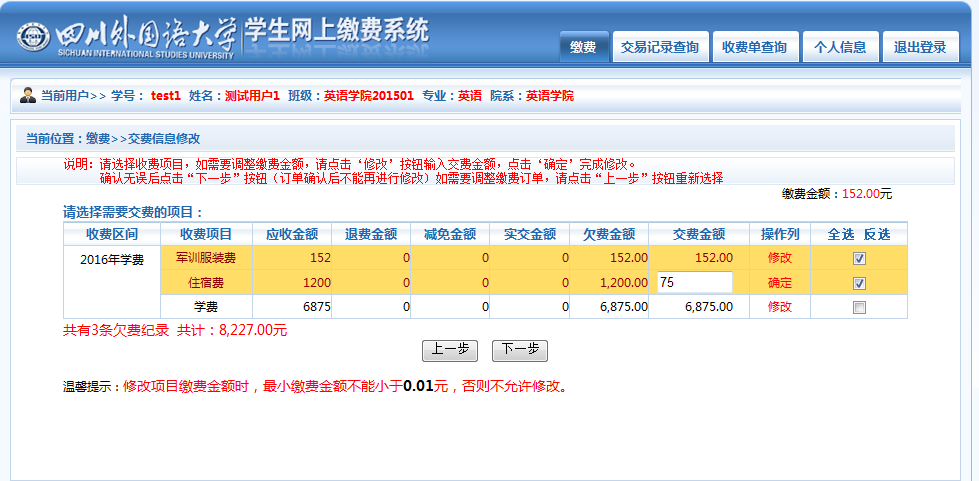 四川外国语大学 学生网上缴费系统
SICHUAN INTERNATIONAL STUDIES UNIVERSITY
缴费 交易记录查询 收费单查询 个人信息 退出登录
当前用户>> 学号： test1 姓名：测试用户1 班级：英语学院201501 专业：英语 院系：英语学院
当前位置：缴费>>交费信息修改
说明：请选择收费项目，如需要调整缴费金额，请点击‘修改’按钮输入交费金额，点击‘确定’完成修改。
确认无误后点击“下一步”按钮（订单确认后不能再进行修改）如需要调整缴费订单，请点击“上一步”按钮重新选择
缴费金额：152.00元
请选择需要交费的项目：
收费区间 收费项目 应收金额 退费金额 减免金额 实交金额 欠费金额 交费金额 操作列 全选 反选
2016年学费 军训服装费 152 0 0 0 152.00 152.00 修改
住宿费 1200 0 0 0 1,200.00 75 确定
学费 6875 0 0 0 6,875.00 6,875.00 修改
共有3条欠费纪录 共计：8,227.00元
上一步 下一步
温馨提示：修改项目缴费金额时，最小缴费金额不能小于0.01元，否则不允许修改。